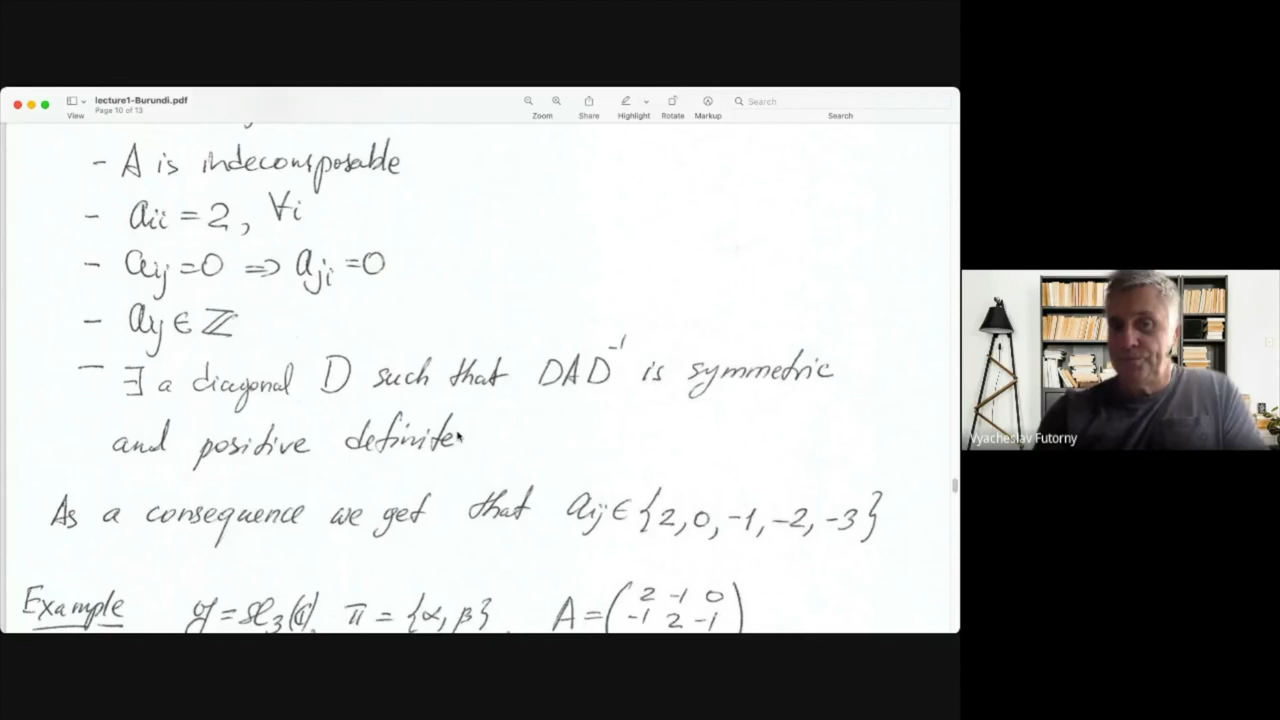 lecture1-Burundi.pdf
Page 10 of 13
View Zoom Share Highlight Rotate Markup Search Search
- A is indecomposable
- aii = 2, ∀i
- aij = 0 ⇒ aji = 0
- aij ∈ ℤ
- ∃ a diagonal D such that DAD⁻¹ is symmetric
and positive definite
As a consequence we get that aij ∈ {2, 0, -1, -2, -3}
Example g = sl₃(ℂ), π = {α, β} A = ( 2 -1 0
-1 2 -1 )
Vyacheslav Futorny